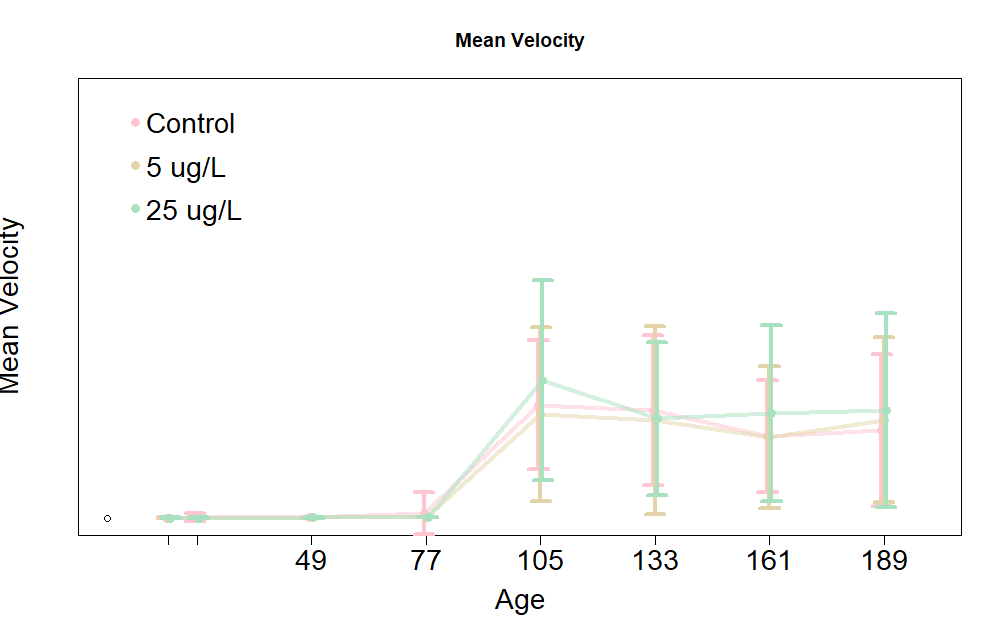 Mean Velocity
Control
5 ug/L
25 ug/L
Mean Velocity
49 77 105 133 161 189
Age